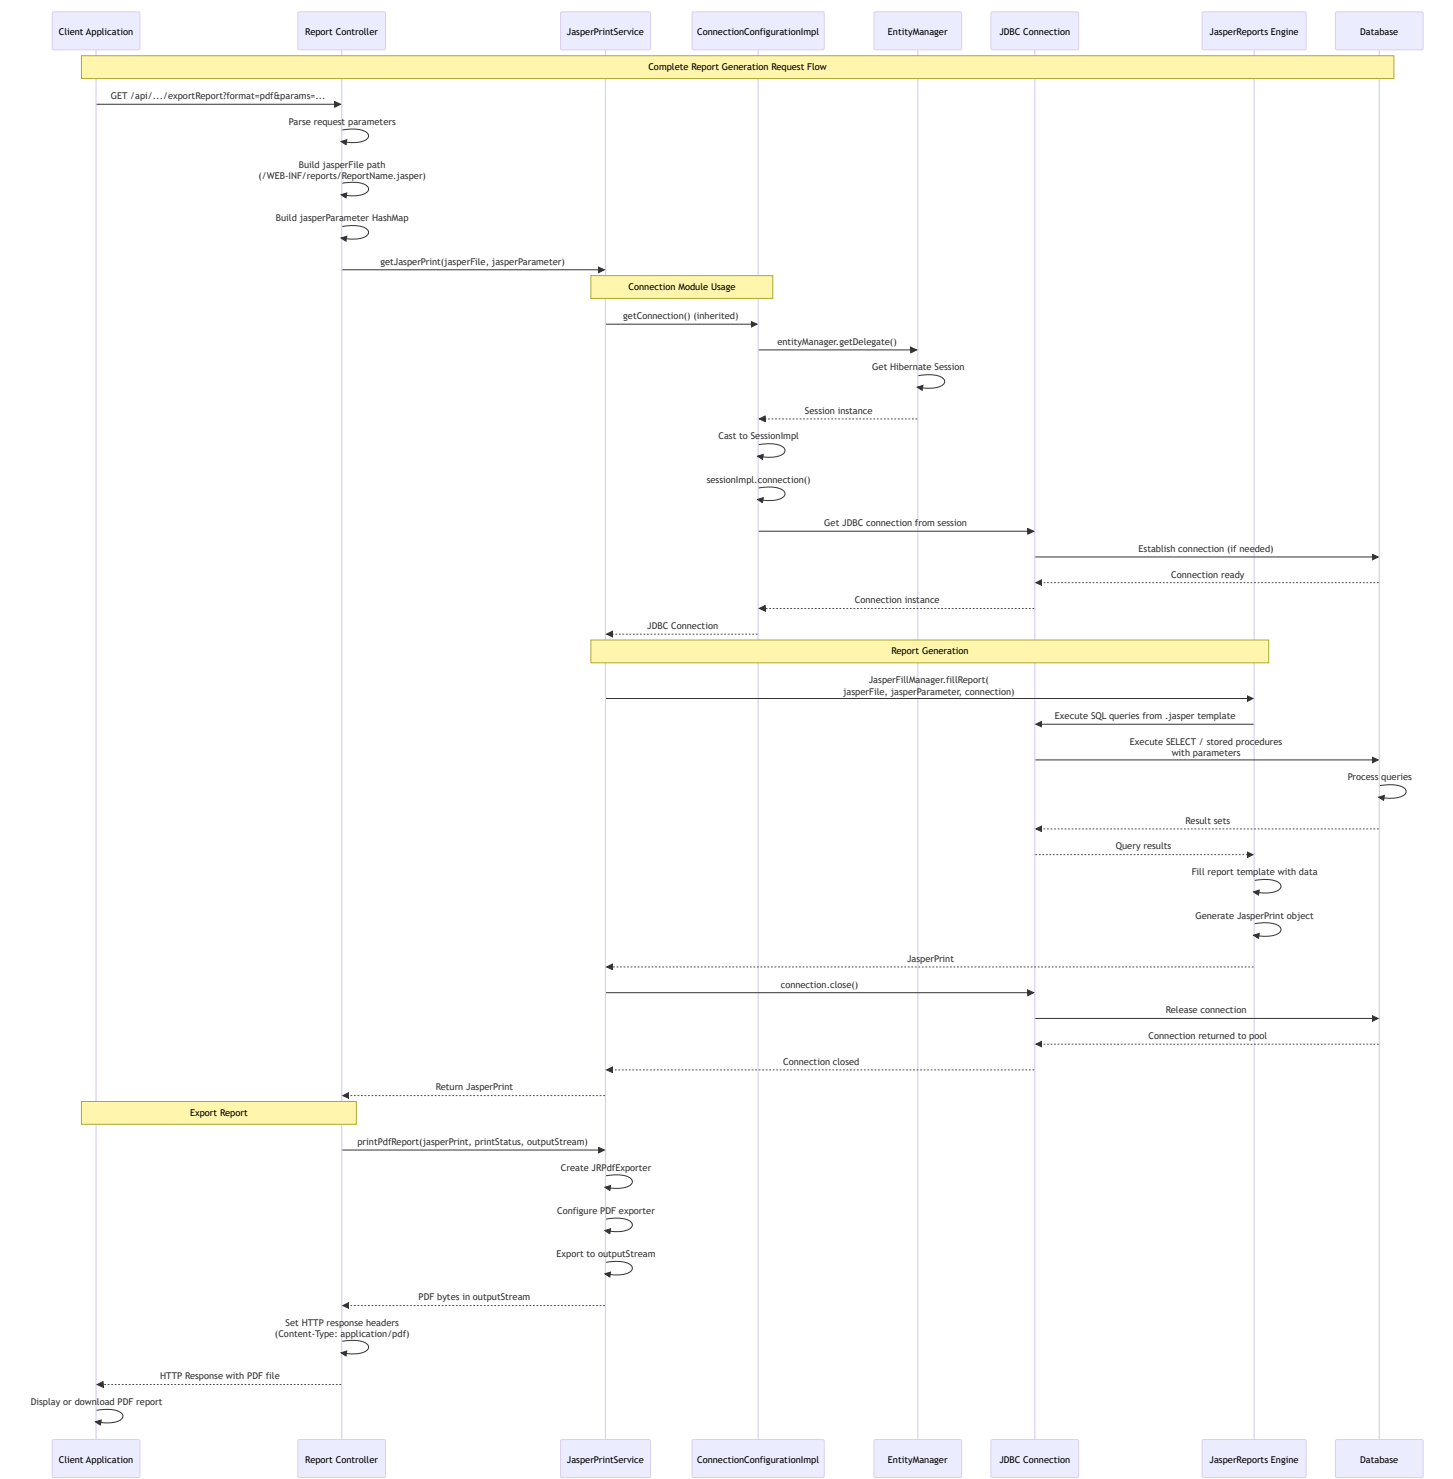 Client Application
Report Controller
JasperPrintService
ConnectionConfigurationImpl
EntityManager
JDBC Connection
JasperReports Engine
Database
Complete Report Generation Request Flow
GET /api/.../exportReport?format=pdf&params=...
Parse request parameters
Build jasperFile path
(/WEB-INF/reports/ReportName.jasper)
Build jasperParameter HashMap
getJasperPrint(jasperFile, jasperParameter)
Connection Module Usage
getConnection() (inherited)
entityManager.getDelegate()
Get Hibernate Session
Session instance
Cast to SessionImpl
sessionImpl.connection()
Get JDBC connection from session
Establish connection (if needed)
Connection ready
Connection instance
JDBC Connection
Report Generation
JasperFillManager.fillReport(
jasperFile, jasperParameter, connection)
Execute SQL queries from .jasper template
Execute SELECT / stored procedures
with parameters
Process queries
Result sets
Query results
Fill report template with data
Generate JasperPrint object
JasperPrint
connection.close()
Release connection
Connection returned to pool
Connection closed
Return JasperPrint
Export Report
printPdfReport(jasperPrint, printStatus, outputStream)
Create JRPdfExporter
Configure PDF exporter
Export to outputStream
PDF bytes in outputStream
Set HTTP response headers
(Content-Type: application/pdf)
HTTP Response with PDF file
Display or download PDF report
Client Application
Report Controller
JasperPrintService
ConnectionConfigurationImpl
EntityManager
JDBC Connection
JasperReports Engine
Database